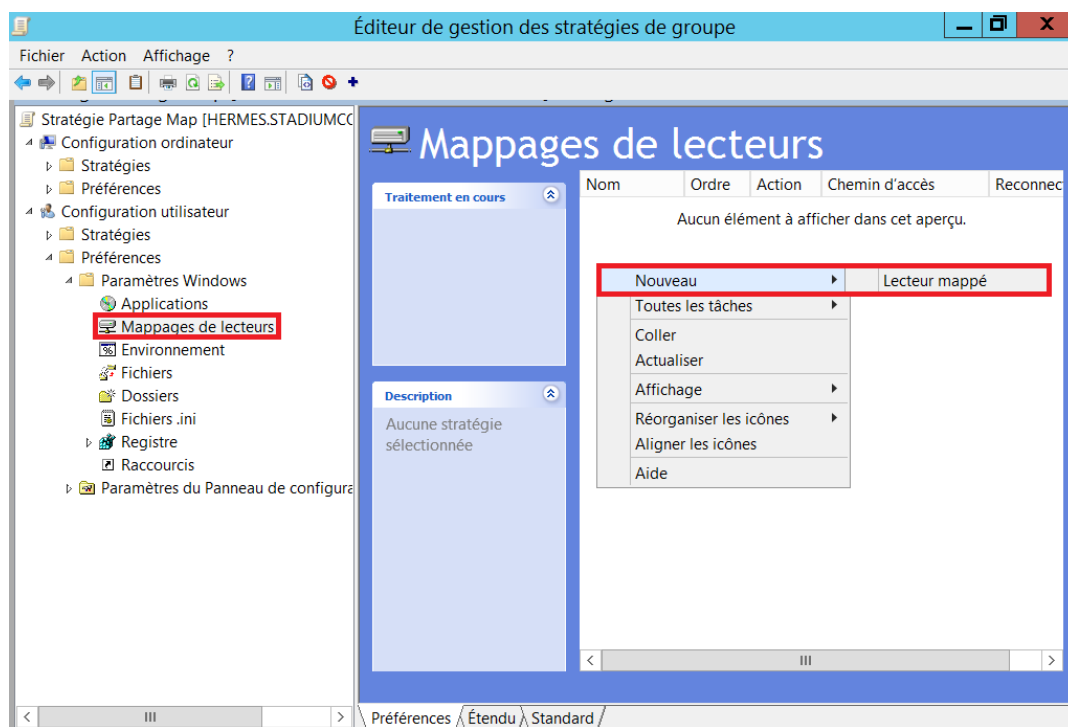 Éditeur de gestion des stratégies de groupe
Fichier Action Affichage ?
Stratégie Partage Map [HERMES.STADIUMCO
Configuration ordinateur
Stratégies
Préférences
Configuration utilisateur
Stratégies
Préférences
Paramètres Windows
Applications
Mappages de lecteurs
Environnement
Fichiers
Dossiers
Fichiers .ini
Registre
Raccourcis
Paramètres du Panneau de configura
Mappages de lecteurs
Traitement en cours
Description
Aucune stratégie
sélectionnée
Nom Ordre Action Chemin d'accès Reconnec
Aucun élément à afficher dans cet aperçu.
Nouveau
Lecteur mappé
Toutes les tâches
Coller
Actualiser
Affichage
Réorganiser les icônes
Aligner les icônes
Aide
Préférences Étendu Standard